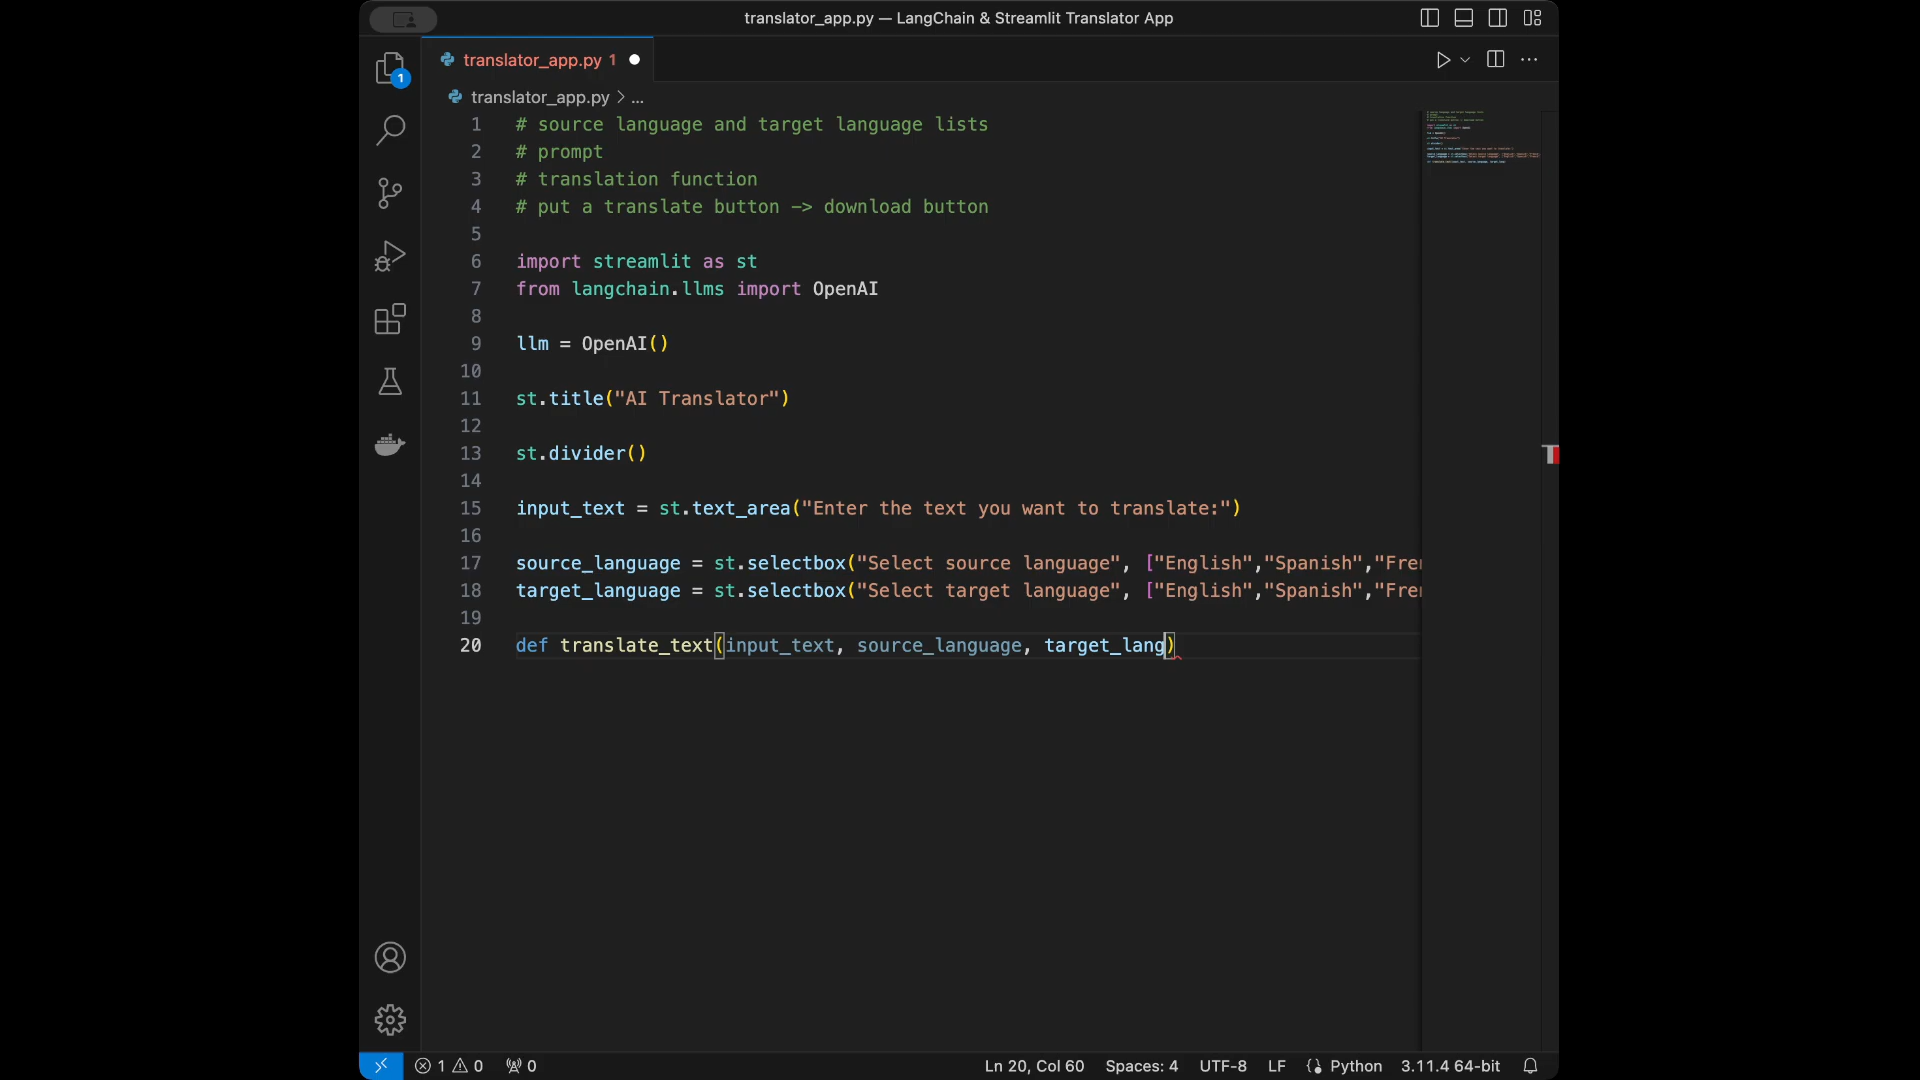 translator_app.py — LangChain & Streamlit Translator App
1
translator_app.py 1
translator_app.py > ...
1 # source language and target language lists
2 # prompt
3 # translation function
4 # put a translate button -> download button
5
6 import streamlit as st
7 from langchain.llms import OpenAI
8
9 llm = OpenAI()
10
11 st.title("AI Translator")
12
13 st.divider()
14
15 input_text = st.text_area("Enter the text you want to translate:")
16
17 source_language = st.selectbox("Select source language", ["English","Spanish","Fre
18 target_language = st.selectbox("Select target language", ["English","Spanish","Fre
19
20 def translate_text(input_text, source_language, target_lang)
1 0 0 Ln 20, Col 60 Spaces: 4 UTF-8 LF Python 3.11.4 64-bit